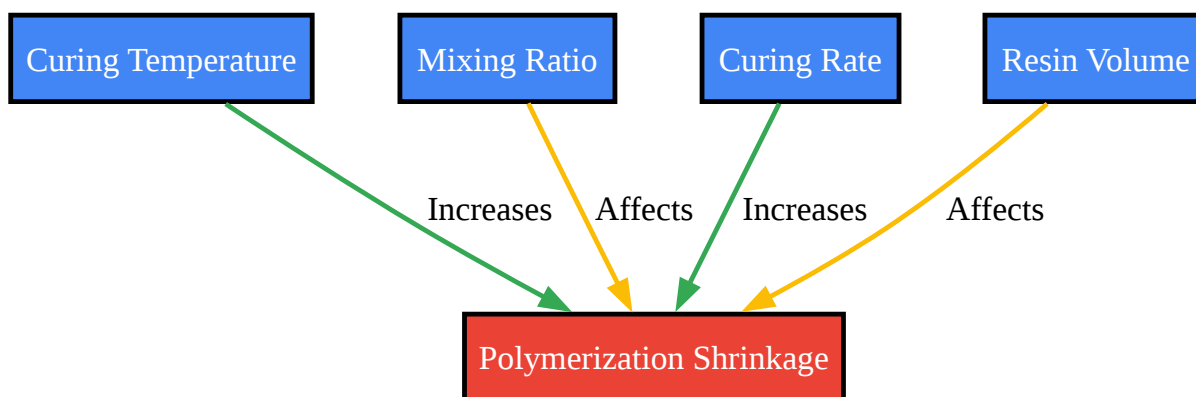 Curing Temperature
Mixing Ratio
Curing Rate
Resin Volume
Increases
Affects
Increases
Affects
Polymerization Shrinkage